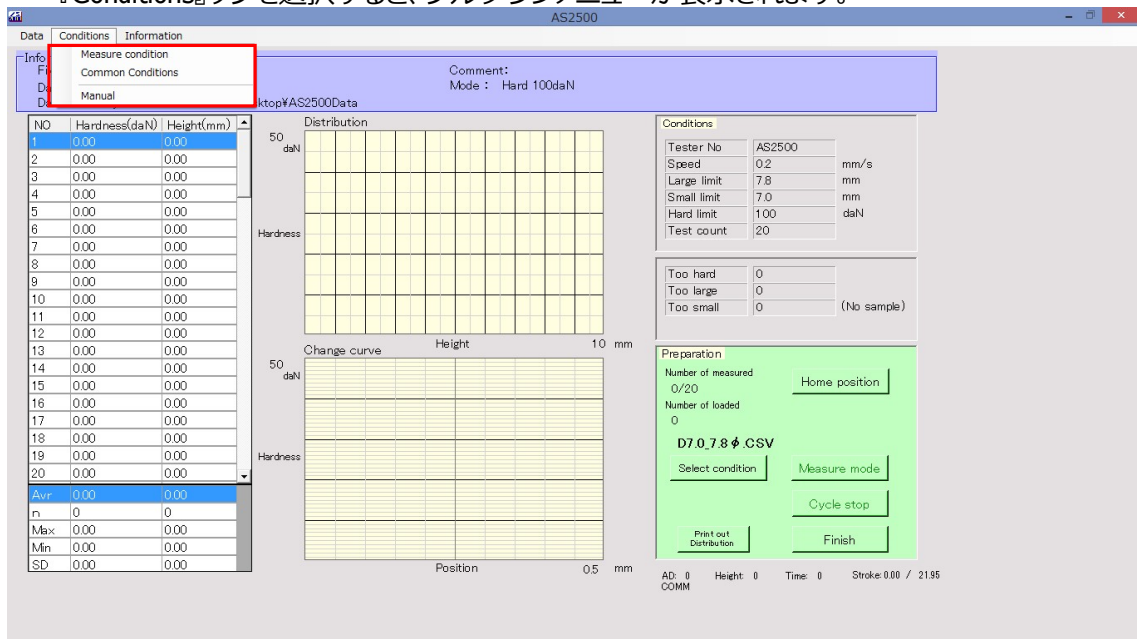 『Conditions』タブを選択すると、プルダウンメニューが表示されます。
AS2500
Data Conditions Information
Measure condition
Common Conditions
Manual
Info
Comment:
Mode : Hard 100daN
ktop¥AS2500Data
NO Hardness(daN) Height(mm)
1 0.00 0.00
2 0.00 0.00
3 0.00 0.00
4 0.00 0.00
5 0.00 0.00
6 0.00 0.00
7 0.00 0.00
8 0.00 0.00
9 0.00 0.00
10 0.00 0.00
11 0.00 0.00
12 0.00 0.00
13 0.00 0.00
14 0.00 0.00
15 0.00 0.00
16 0.00 0.00
17 0.00 0.00
18 0.00 0.00
19 0.00 0.00
20 0.00 0.00
Avr 0.00 0.00
n 0 0
Max 0.00 0.00
Min 0.00 0.00
SD 0.00 0.00
Distribution
50
daN
Hardness
Height 10 mm
Change curve
50
daN
Hardness
Position 0.5 mm
Conditions
Tester No AS2500
Speed 0.2 mm/s
Large limit 7.8 mm
Small limit 7.0 mm
Hard limit 100 daN
Test count 20
Too hard 0
Too large 0
Too small 0 (No sample)
Preparation
Number of measured
0/20
Home position
Number of loaded
0
D7.0_7.8ϕ.CSV
Select condition Measure mode
Cycle stop
Print out
Distribution
Finish
AD: 0 Height: 0 Time: 0 Stroke: 0.00 / 21.95
COMM